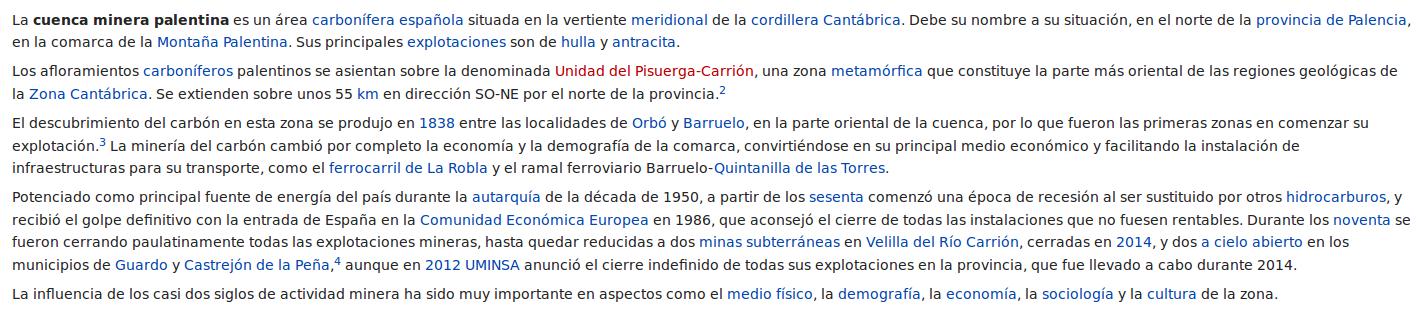 La cuenca minera palentina es un área carbonífera española situada en la vertiente meridional de la cordillera Cantábrica. Debe su nombre a su situación, en el norte de la provincia de Palencia,
en la comarca de la Montaña Palentina. Sus principales explotaciones son de hulla y antracita.
Los afloramientos carboníferos palentinos se asientan sobre la denominada Unidad del Pisuerga-Carrión, una zona metamórfica que constituye la parte más oriental de las regiones geológicas de
la Zona Cantábrica. Se extienden sobre unos 55 km en dirección SO-NE por el norte de la provincia.2
El descubrimiento del carbón en esta zona se produjo en 1838 entre las localidades de Orbó y Barruelo, en la parte oriental de la cuenca, por lo que fueron las primeras zonas en comenzar su
explotación.3 La minería del carbón cambió por completo la economía y la demografía de la comarca, convirtiéndose en su principal medio económico y facilitando la instalación de
infraestructuras para su transporte, como el ferrocarril de La Robla y el ramal ferroviario Barruelo-Quintanilla de las Torres.
Potenciado como principal fuente de energía del país durante la autarquía de la década de 1950, a partir de los sesenta comenzó una época de recesión al ser sustituido por otros hidrocarburos, y
recibió el golpe definitivo con la entrada de España en la Comunidad Económica Europea en 1986, que aconsejó el cierre de todas las instalaciones que no fuesen rentables. Durante los noventa se
fueron cerrando paulatinamente todas las explotaciones mineras, hasta quedar reducidas a dos minas subterráneas en Velilla del Río Carrión, cerradas en 2014, y dos a cielo abierto en los
municipios de Guardo y Castrejón de la Peña,4 aunque en 2012 UMINSA anunció el cierre indefinido de todas sus explotaciones en la provincia, que fue llevado a cabo durante 2014.
La influencia de los casi dos siglos de actividad minera ha sido muy importante en aspectos como el medio físico, la demografía, la economía, la sociología y la cultura de la zona.